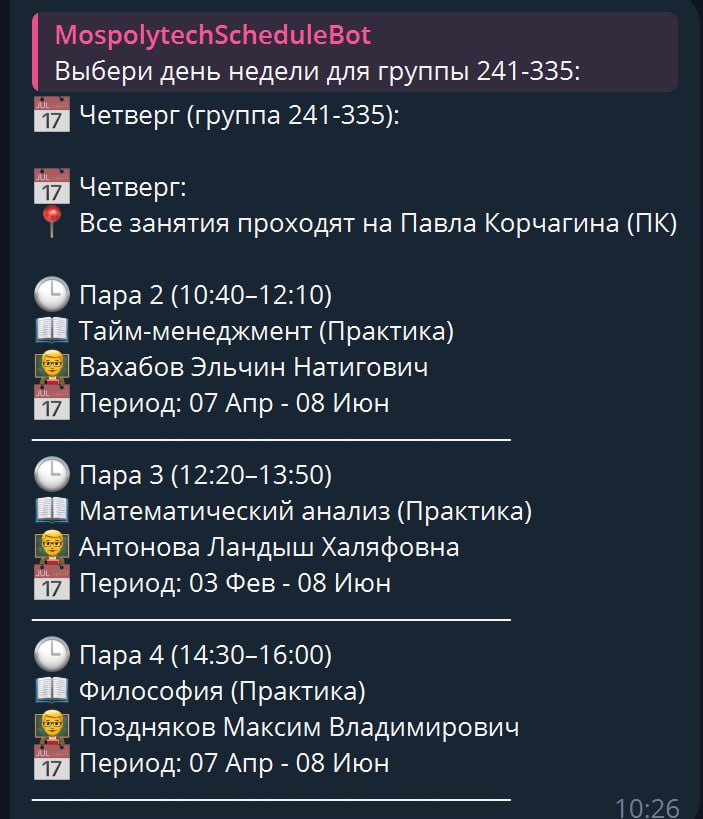 MospolytechScheduleBot
Выбери день недели для группы 241-335:
Четверг (группа 241-335):
Четверг:
Все занятия проходят на Павла Корчагина (ПК)
Пара 2 (10:40–12:10)
Тайм-менеджмент (Практика)
Вахабов Эльчин Натигович
Период: 07 Апр - 08 Июн
Пара 3 (12:20–13:50)
Математический анализ (Практика)
Антонова Ландыш Халяфовна
Период: 03 Фев - 08 Июн
Пара 4 (14:30–16:00)
Философия (Практика)
Поздняков Максим Владимирович
Период: 07 Апр - 08 Июн
10:26